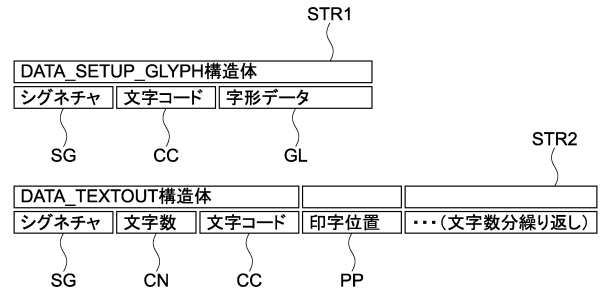 STR1
DATA_SETUP_GLYPH構造体
シグネチャ 文字コード 字形データ
SG CC GL
STR2
DATA_TEXTOUT構造体
シグネチャ 文字数 文字コード 印字位置 ・・・(文字数分繰り返し)
SG CN CC PP